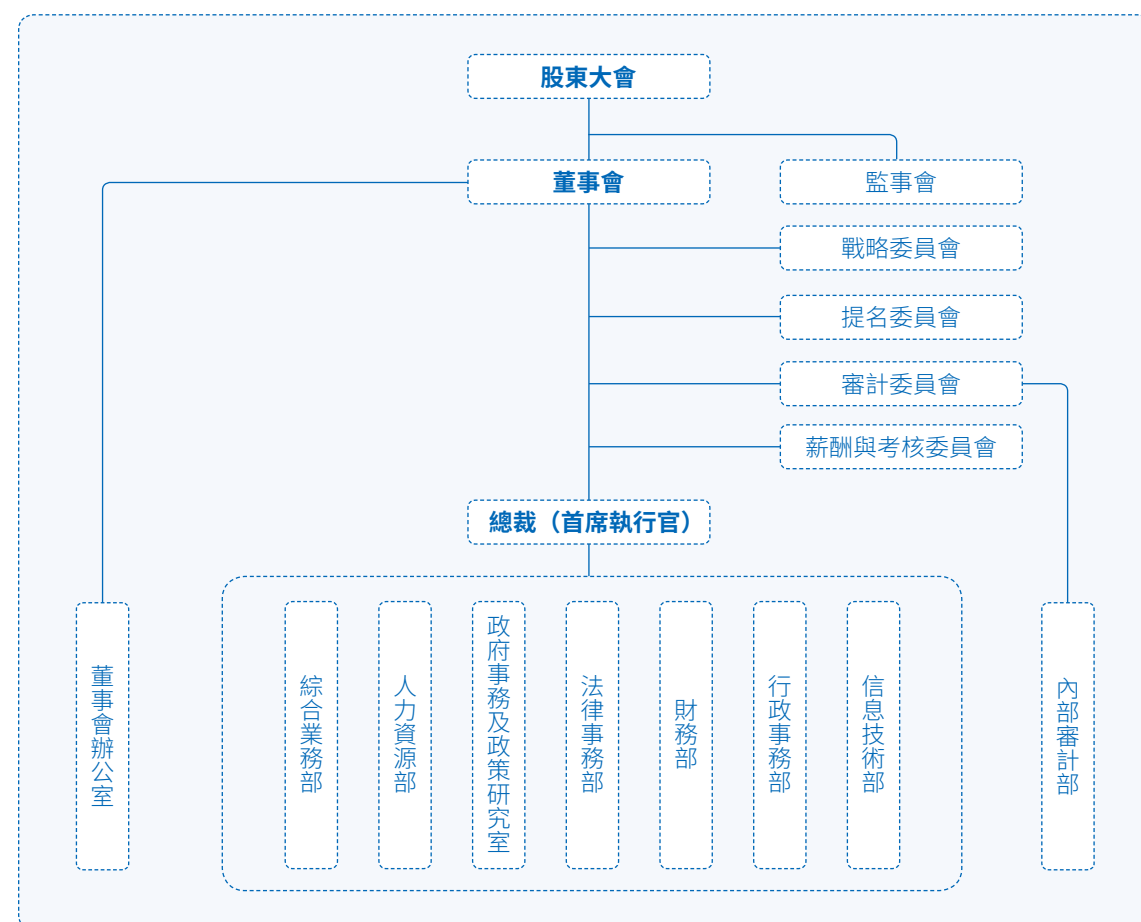 股東大會
董事會
監事會
戰略委員會
提名委員會
審計委員會
薪酬與考核委員會
總裁（首席執行官）
董事會辦公室
綜合業務部
人力資源部
政府事務及政策研究室
法律事務部
財務部
行政事務部
信息技術部
內部審計部